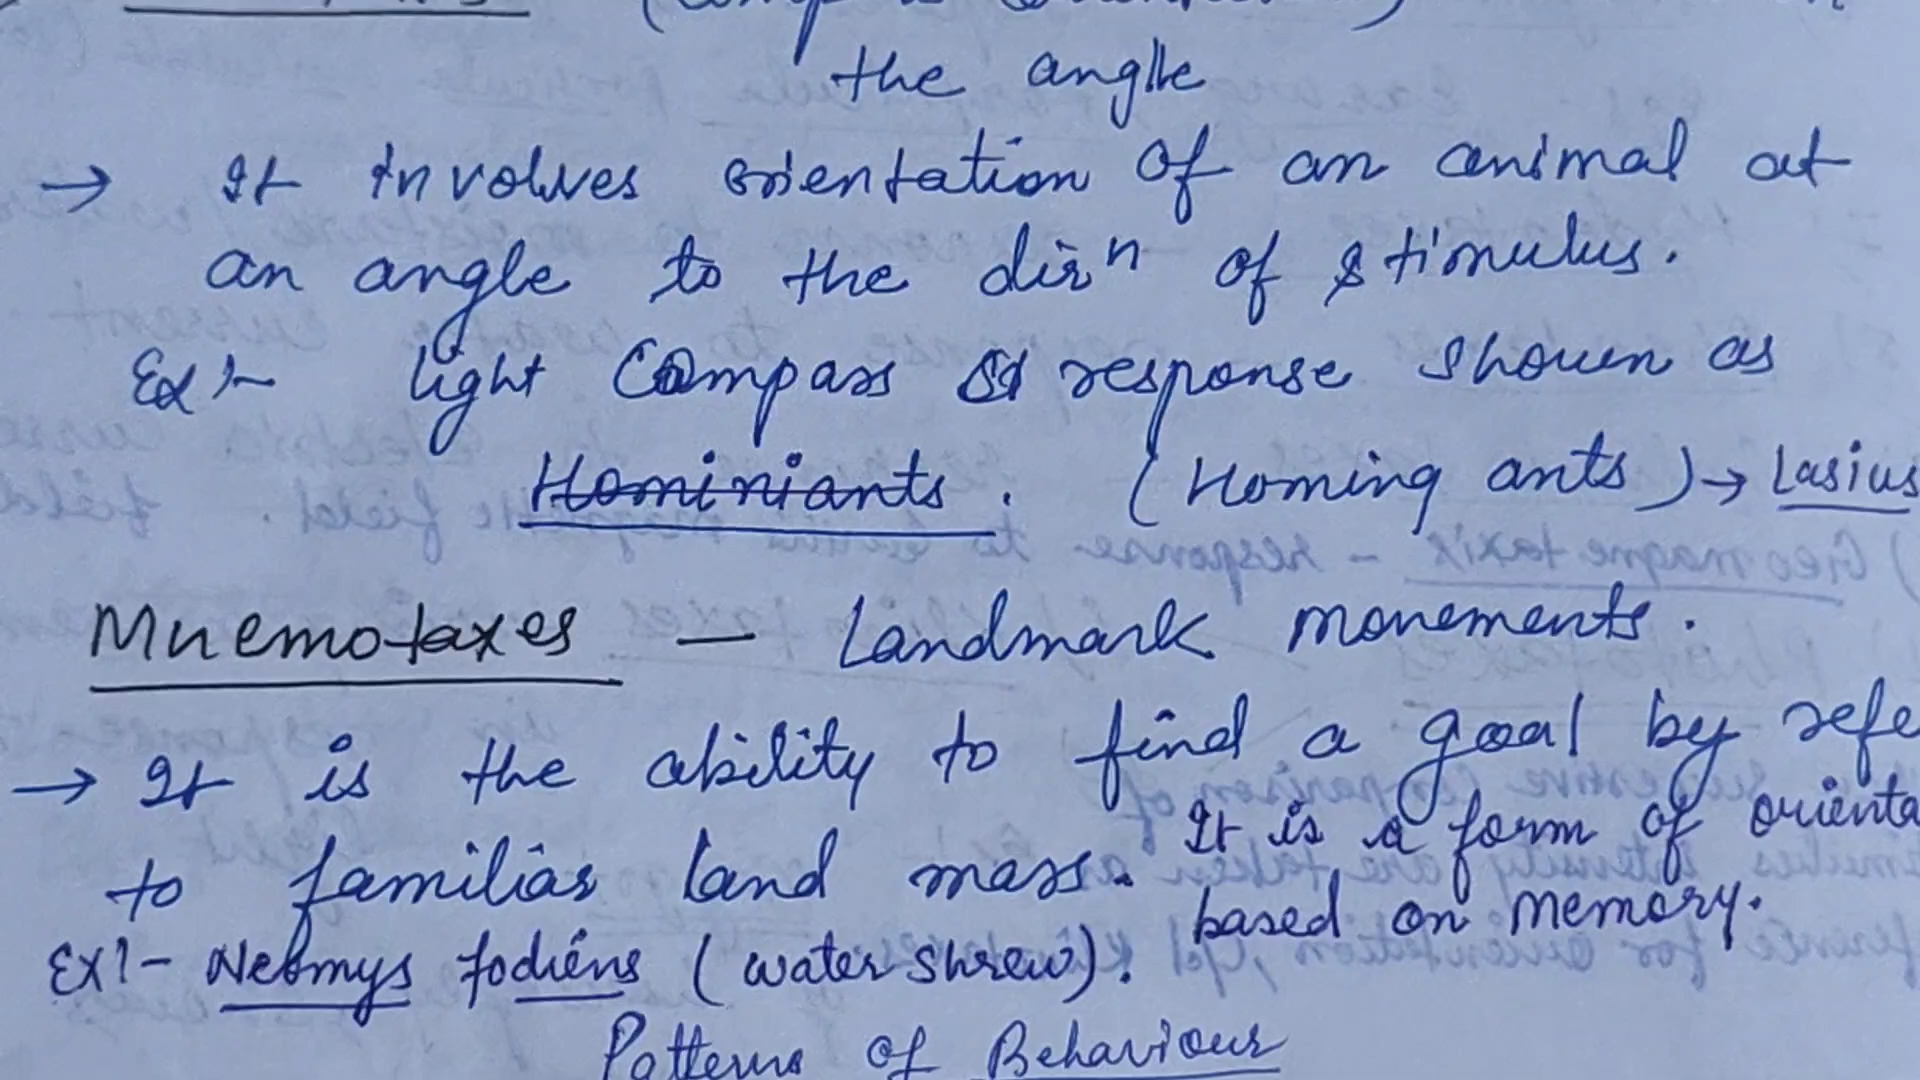 the angle
→ It involves orientation of an animal at
an angle to the dirⁿ of stimulus.
Ex :- light Compass response shown as
Hominiants. (Homing ants) → Lasius
Mnemotaxes — Landmark movements.
→ It is the ability to find a goal by refe
to familiar land mass. It is a form of orienta
based on memory.
Ex :- Neomys fodiens (water shrew).
Patterns of Behaviour